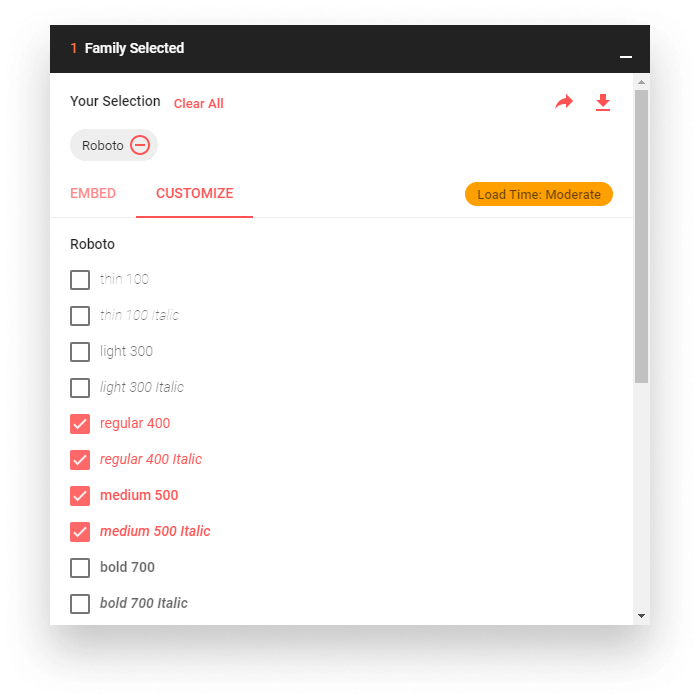 1 Family Selected
Your Selection Clear All
Roboto
EMBED CUSTOMIZE Load Time: Moderate
Roboto
thin 100
thin 100 Italic
light 300
light 300 Italic
regular 400
regular 400 Italic
medium 500
medium 500 Italic
bold 700
bold 700 Italic